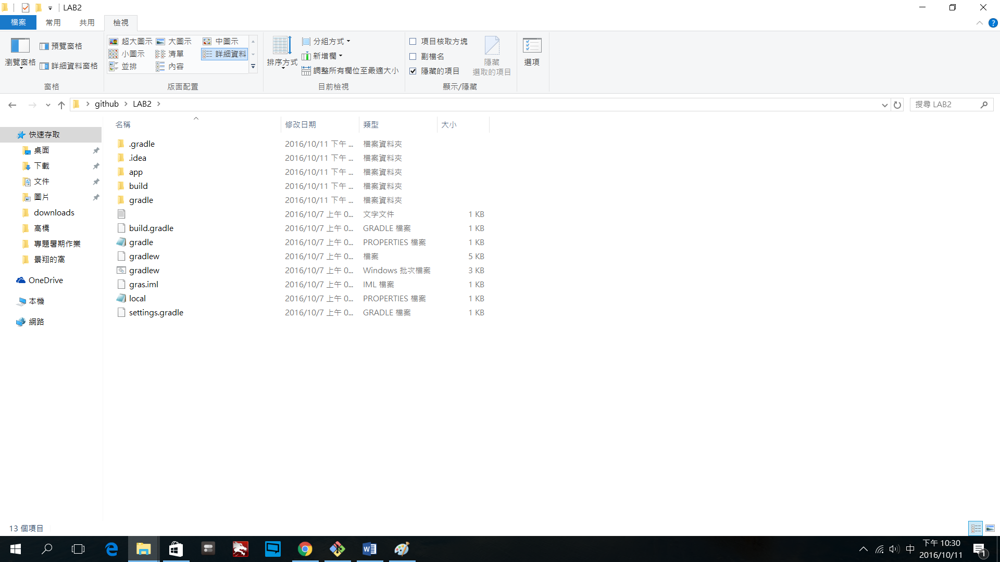 LAB2
檔案 常用 共用 檢視
瀏覽窗格
預覽窗格
詳細資料窗格
窗格
超大圖示 大圖示 中圖示
小圖示 清單 詳細資料
並排 內容
版面配置
排序方式
分組方式
新增欄
調整所有欄位至最適大小
目前檢視
項目核取方塊
副檔名
隱藏的項目
隱藏
選取的項目
顯示/隱藏
選項
github LAB2
搜尋 LAB2
快速存取
桌面
下載
文件
圖片
downloads
高橋
專題暑期作業
景翔的窩
OneDrive
本機
網路
名稱 修改日期 類型 大小
.gradle 2016/10/11 下午 ... 檔案資料夾
.idea 2016/10/11 下午 ... 檔案資料夾
app 2016/10/11 下午 ... 檔案資料夾
build 2016/10/11 下午 ... 檔案資料夾
gradle 2016/10/11 下午 ... 檔案資料夾
2016/10/7 上午 0... 文字文件 1 KB
build.gradle 2016/10/7 上午 0... GRADLE 檔案 1 KB
gradle 2016/10/7 上午 0... PROPERTIES 檔案 1 KB
gradlew 2016/10/7 上午 0... 檔案 5 KB
gradlew 2016/10/7 上午 0... Windows 批次檔案 3 KB
gras.iml 2016/10/7 上午 0... IML 檔案 1 KB
local 2016/10/7 上午 0... PROPERTIES 檔案 1 KB
settings.gradle 2016/10/7 上午 0... GRADLE 檔案 1 KB
13 個項目
中
下午 10:30
2016/10/11
1